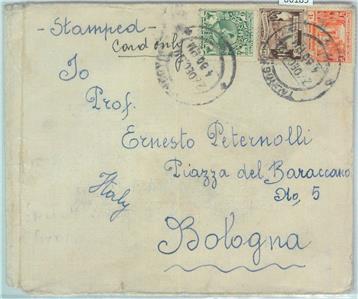 - Stamped -
Card only
To
Prof.
Ernesto Peternolli
Piazza del Baraccano
No, 5
Italy
Bologna